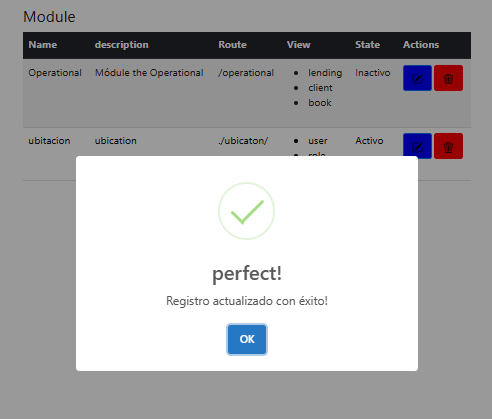 Module
Name description Route View State Actions
Operational Módule the Operational /operational lending Inactivo
client
book
ubitacion ubication ./ubicaton/ user Activo
perfect!
Registro actualizado con éxito!
OK